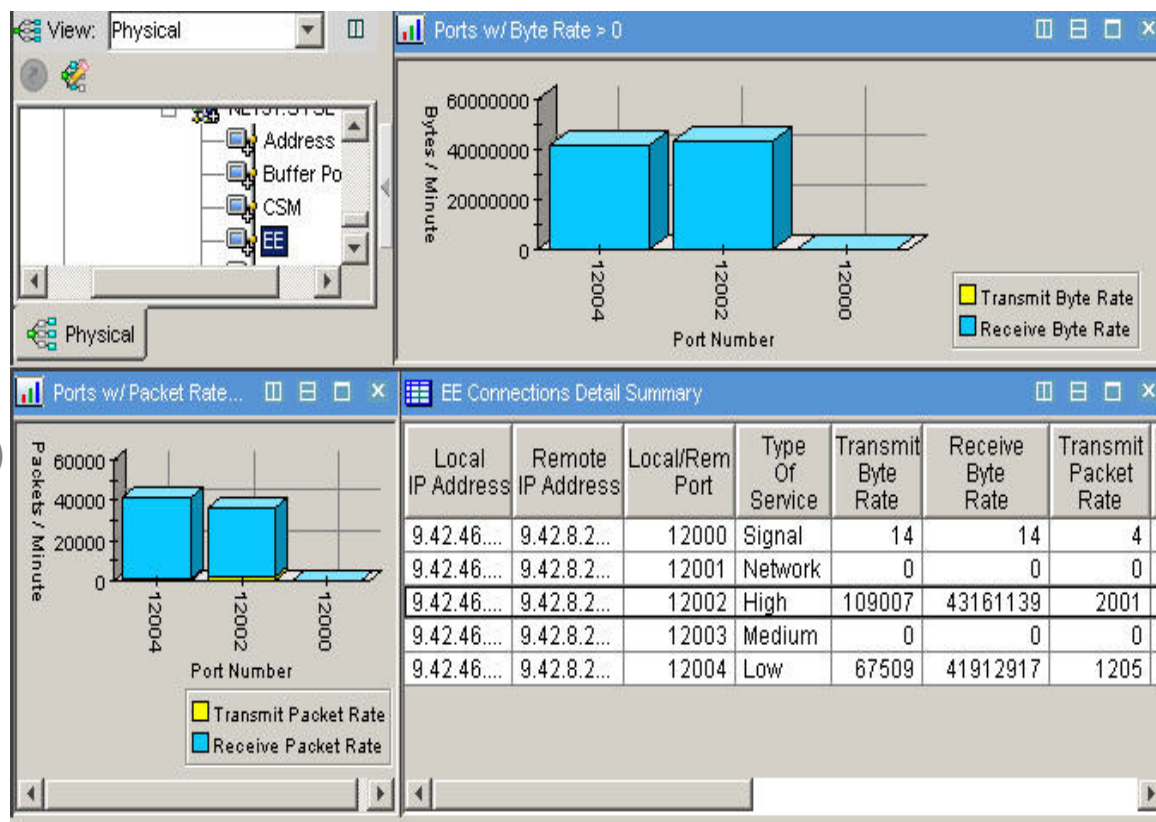 View: Physical
Address
Buffer Po
CSM
EE
Physical
Ports w/ Byte Rate > 0
Bytes / Minute
60000000
40000000
20000000
0
12004
12002
12000
Port Number
Transmit Byte Rate
Receive Byte Rate
Ports w/ Packet Rate...
Packets / Minute
60000
40000
20000
0
12004
12002
12000
Port Number
Transmit Packet Rate
Receive Packet Rate
EE Connections Detail Summary
Local IP Address Remote IP Address Local/Rem Port Type Of Service Transmit Byte Rate Receive Byte Rate Transmit Packet Rate
9.42.46.... 9.42.8.2... 12000 Signal 14 14 4
9.42.46.... 9.42.8.2... 12001 Network 0 0 0
9.42.46.... 9.42.8.2... 12002 High 109007 43161139 2001
9.42.46.... 9.42.8.2... 12003 Medium 0 0 0
9.42.46.... 9.42.8.2... 12004 Low 67509 41912917 1205